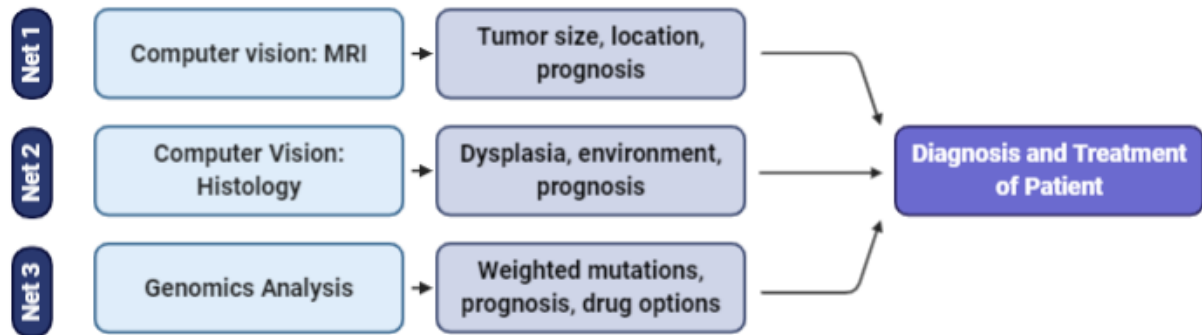 Net 1
Computer vision: MRI
Tumor size, location,
prognosis
Net 2
Computer Vision:
Histology
Dysplasia, environment,
prognosis
Diagnosis and Treatment
of Patient
Net 3
Genomics Analysis
Weighted mutations,
prognosis, drug options